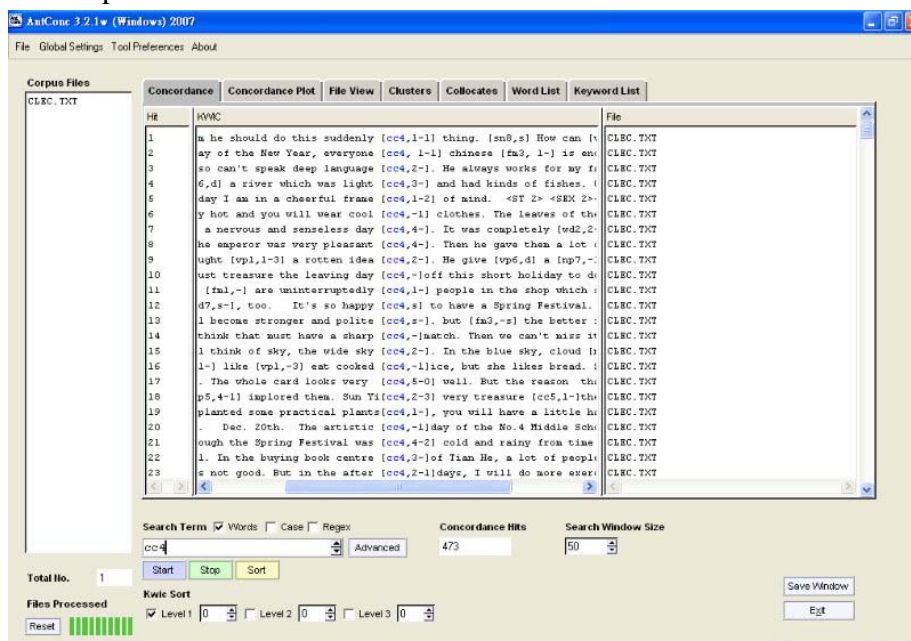 AntConc 3.2.1w (Windows) 2007
File Global Settings Tool Preferences About
Corpus Files
CLEC.TXT
Concordance Concordance Plot File View Clusters Collocates Word List Keyword List
Hit KWIC File
1 m he should do this suddenly [cc4,1-1] thing. [sn8,s] How can [v CLEC.TXT
2 ay of the New Year, everyone [cc4, 1-1] chinese [fm3, 1-] is enc CLEC.TXT
3 so can't speak deep language [cc4,2-]. He always works for my f CLEC.TXT
4 6,d] a river which was light [cc4,3-] and had kinds of fishes. ( CLEC.TXT
5 day I am in a cheerful frame [cc4,1-2] of mind. <ST 2> <SEX 2> CLEC.TXT
6 y hot and you will wear cool [cc4,-1] clothes. The leaves of the CLEC.TXT
7 a nervous and senseless day [cc4,4-]. It was completely [wd2,2- CLEC.TXT
8 he emperor was very pleasant [cc4,4-]. Then he gave them a lot CLEC.TXT
9 ught [vp1,1-3] a rotten idea [cc4,2-]. He give [vp6,d] a [np7,- CLEC.TXT
10 ust treasure the leaving day [cc4,-]off this short holiday to do CLEC.TXT
11 [fm1,-] are uninterruptedly [cc4,1-] people in the shop which CLEC.TXT
12 d7,s-], too. It's so happy [cc4,s] to have a Spring Festival. CLEC.TXT
13 l become stronger and polite [cc4,s-]. but [fm3,-s] the better CLEC.TXT
14 think that must have a sharp [cc4,-]match. Then we can't miss it CLEC.TXT
15 l think of sky, the wide sky [cc4,2-]. In the blue sky, cloud CLEC.TXT
16 1-] like [vp1,-3] eat cooked [cc4,-1]ice, but she likes bread. CLEC.TXT
17 . The whole card looks very [cc4,5-0] well. But the reason CLEC.TXT
18 p5,4-1] implored them. Sun Yi[cc4,2-3] very treasure [cc5,1-]th CLEC.TXT
19 planted some practical plants[cc4,1-], you will have a little CLEC.TXT
20 . Dec. 20th. The artistic [cc4,-1]day of the No.4 Middle Sch CLEC.TXT
21 ough the Spring Festival was [cc4,4-2] cold and rainy from time CLEC.TXT
22 l. In the buying book centre [cc4,3-]of Tian He, a lot of peopl CLEC.TXT
23 s not good. But in the after [cc4,2-1]days, I will do more exer CLEC.TXT
Search Term Words Case Regex Concordance Hits Search Window Size
cc4 Advanced 473 50
Start Stop Sort
Total No. 1
Kwic Sort Save Window
Files Processed Level 1 0 Level 2 0 Level 3 0 Exit
Reset